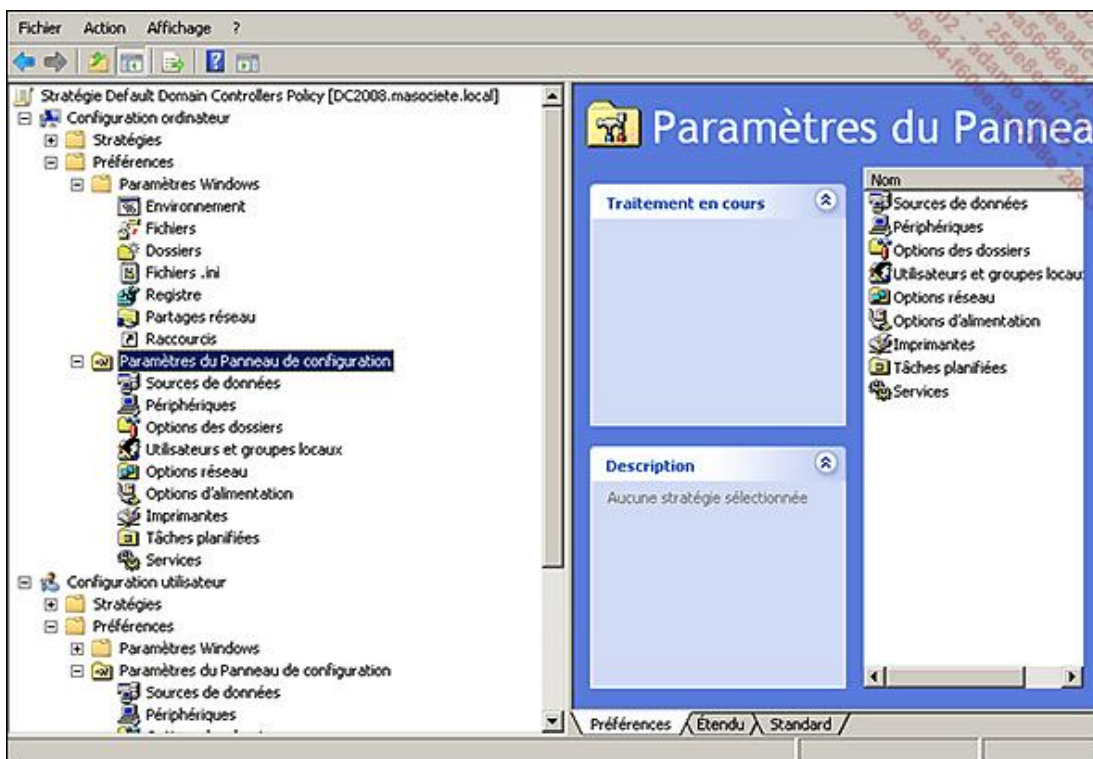 Fichier Action Affichage ?
Stratégie Default Domain Controllers Policy [DC2008.masociete.local]
Configuration ordinateur
Stratégies
Préférences
Paramètres Windows
Environnement
Fichiers
Dossiers
Fichiers .ini
Registre
Partages réseau
Raccourcis
Paramètres du Panneau de configuration
Sources de données
Périphériques
Options des dossiers
Utilisateurs et groupes locaux
Options réseau
Options d'alimentation
Imprimantes
Tâches planifiées
Services
Configuration utilisateur
Stratégies
Préférences
Paramètres Windows
Paramètres du Panneau de configuration
Sources de données
Périphériques
Paramètres du Pannea
Traitement en cours
Description
Aucune stratégie sélectionnée
Nom
Sources de données
Périphériques
Options des dossiers
Utilisateurs et groupes locau
Options réseau
Options d'alimentation
Imprimantes
Tâches planifiées
Services
Préférences Étendu Standard